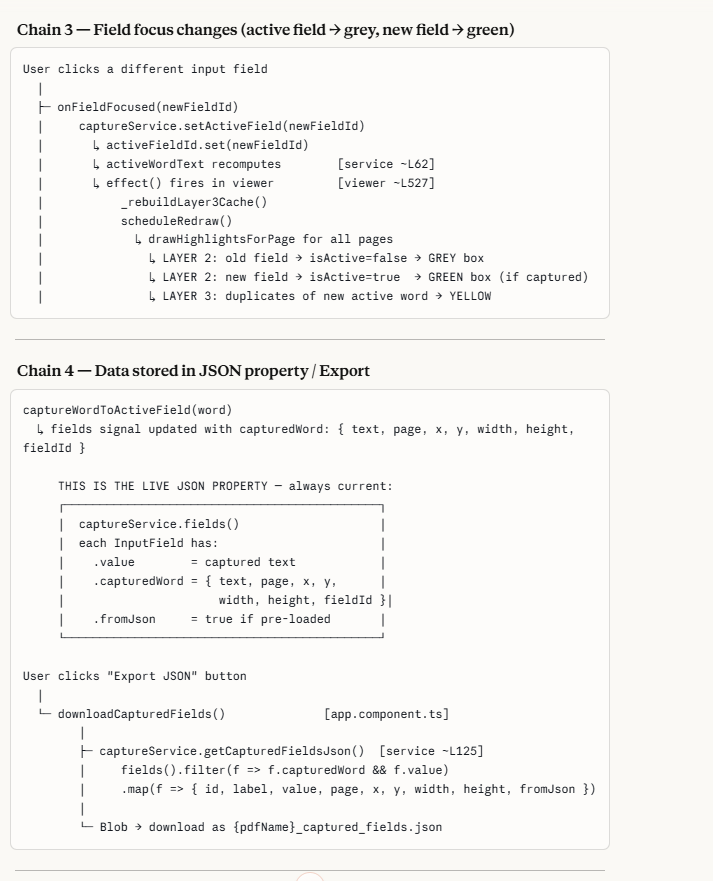 Chain 3 — Field focus changes (active field → grey, new field → green)
User clicks a different input field
│
├─ onFieldFocused(newFieldId)
│     captureService.setActiveField(newFieldId)
│       ↳ activeFieldId.set(newFieldId)
│       ↳ activeWordText recomputes        [service ~L62]
│       ↳ effect() fires in viewer         [viewer ~L527]
│           _rebuildLayer3Cache()
│           scheduleRedraw()
│             ↳ drawHighlightsForPage for all pages
│               ↳ LAYER 2: old field → isActive=false → GREY box
│               ↳ LAYER 2: new field → isActive=true  → GREEN box (if captured)
│               ↳ LAYER 3: duplicates of new active word → YELLOW
Chain 4 — Data stored in JSON property / Export
captureWordToActiveField(word)
↳ fields signal updated with capturedWord: { text, page, x, y, width, height,
fieldId }
THIS IS THE LIVE JSON PROPERTY — always current:
┌─────────────────────────────────────────────┐
│  captureService.fields()                    │
│  each InputField has:                       │
│    .value        = captured text            │
│    .capturedWord = { text, page, x, y,      │
│                      width, height, fieldId }│
│    .fromJson     = true if pre-loaded       │
└─────────────────────────────────────────────┘
User clicks "Export JSON" button
│
└─ downloadCapturedFields()              [app.component.ts]
│
├─ captureService.getCapturedFieldsJson()  [service ~L125]
│     fields().filter(f => f.capturedWord && f.value)
│     .map(f => { id, label, value, page, x, y, width, height, fromJson })
│
└─ Blob → download as {pdfName}_captured_fields.json